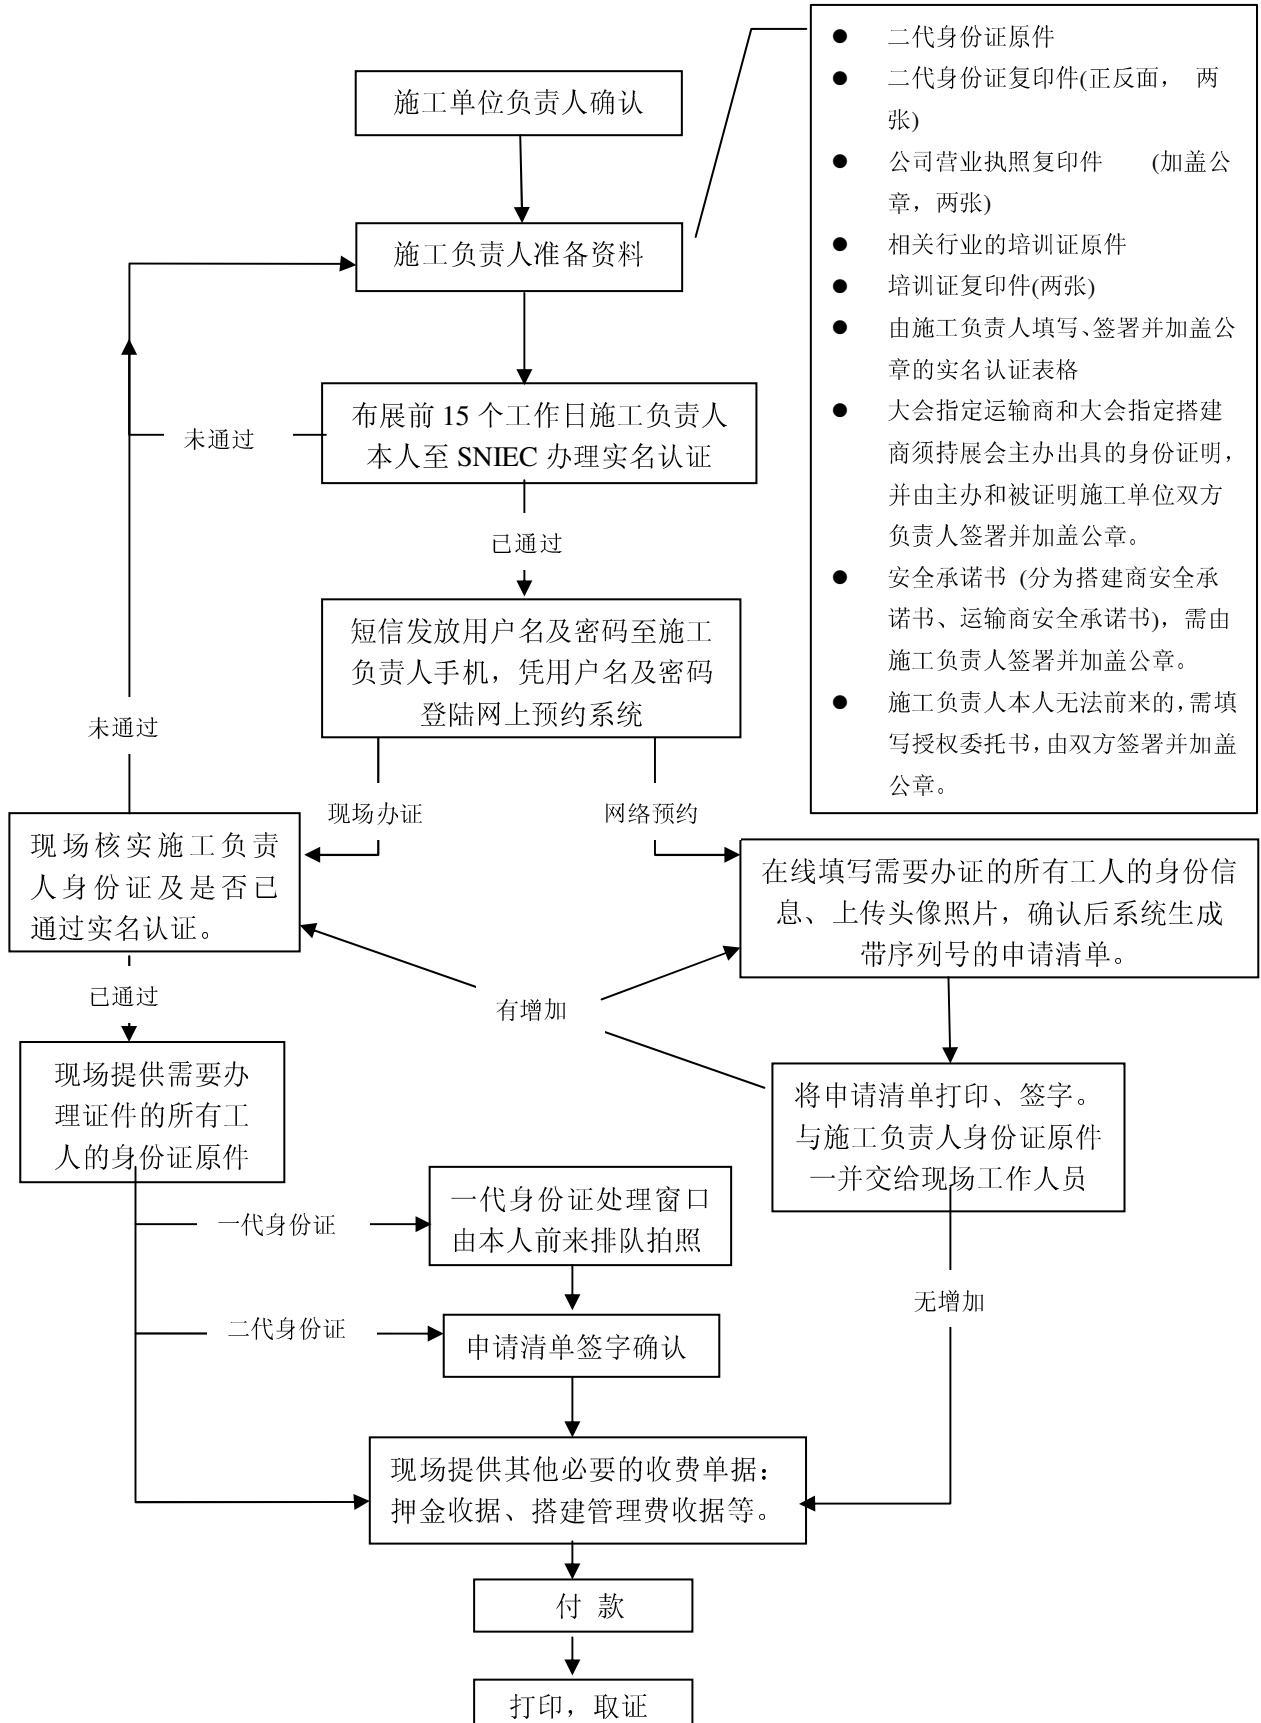 施工单位负责人确认
施工负责人准备资料
布展前 15 个工作日施工负责人
本人至 SNIEC 办理实名认证
未通过
已通过
短信发放用户名及密码至施工
负责人手机，凭用户名及密码
登陆网上预约系统
未通过
现场办证
网络预约
● 二代身份证原件
● 二代身份证复印件(正反面， 两
张)
● 公司营业执照复印件 (加盖公
章，两张)
● 相关行业的培训证原件
● 培训证复印件(两张)
● 由施工负责人填写、签署并加盖公
章的实名认证表格
● 大会指定运输商和大会指定搭建
商须持展会主办出具的身份证明，
并由主办和被证明施工单位双方
负责人签署并加盖公章。
● 安全承诺书 (分为搭建商安全承
诺书、运输商安全承诺书)，需由
施工负责人签署并加盖公章。
● 施工负责人本人无法前来的，需填
写授权委托书，由双方签署并加盖
公章。
现场核实施工负责
人身份证及是否已
通过实名认证。
在线填写需要办证的所有工人的身份信
息、上传头像照片，确认后系统生成
带序列号的申请清单。
已通过
有增加
现场提供需要办
理证件的所有工
人的身份证原件
将申请清单打印、签字。
与施工负责人身份证原件
一并交给现场工作人员
一代身份证
一代身份证处理窗口
由本人前来排队拍照
无增加
二代身份证
申请清单签字确认
现场提供其他必要的收费单据：
押金收据、搭建管理费收据等。
付 款
打印，取证